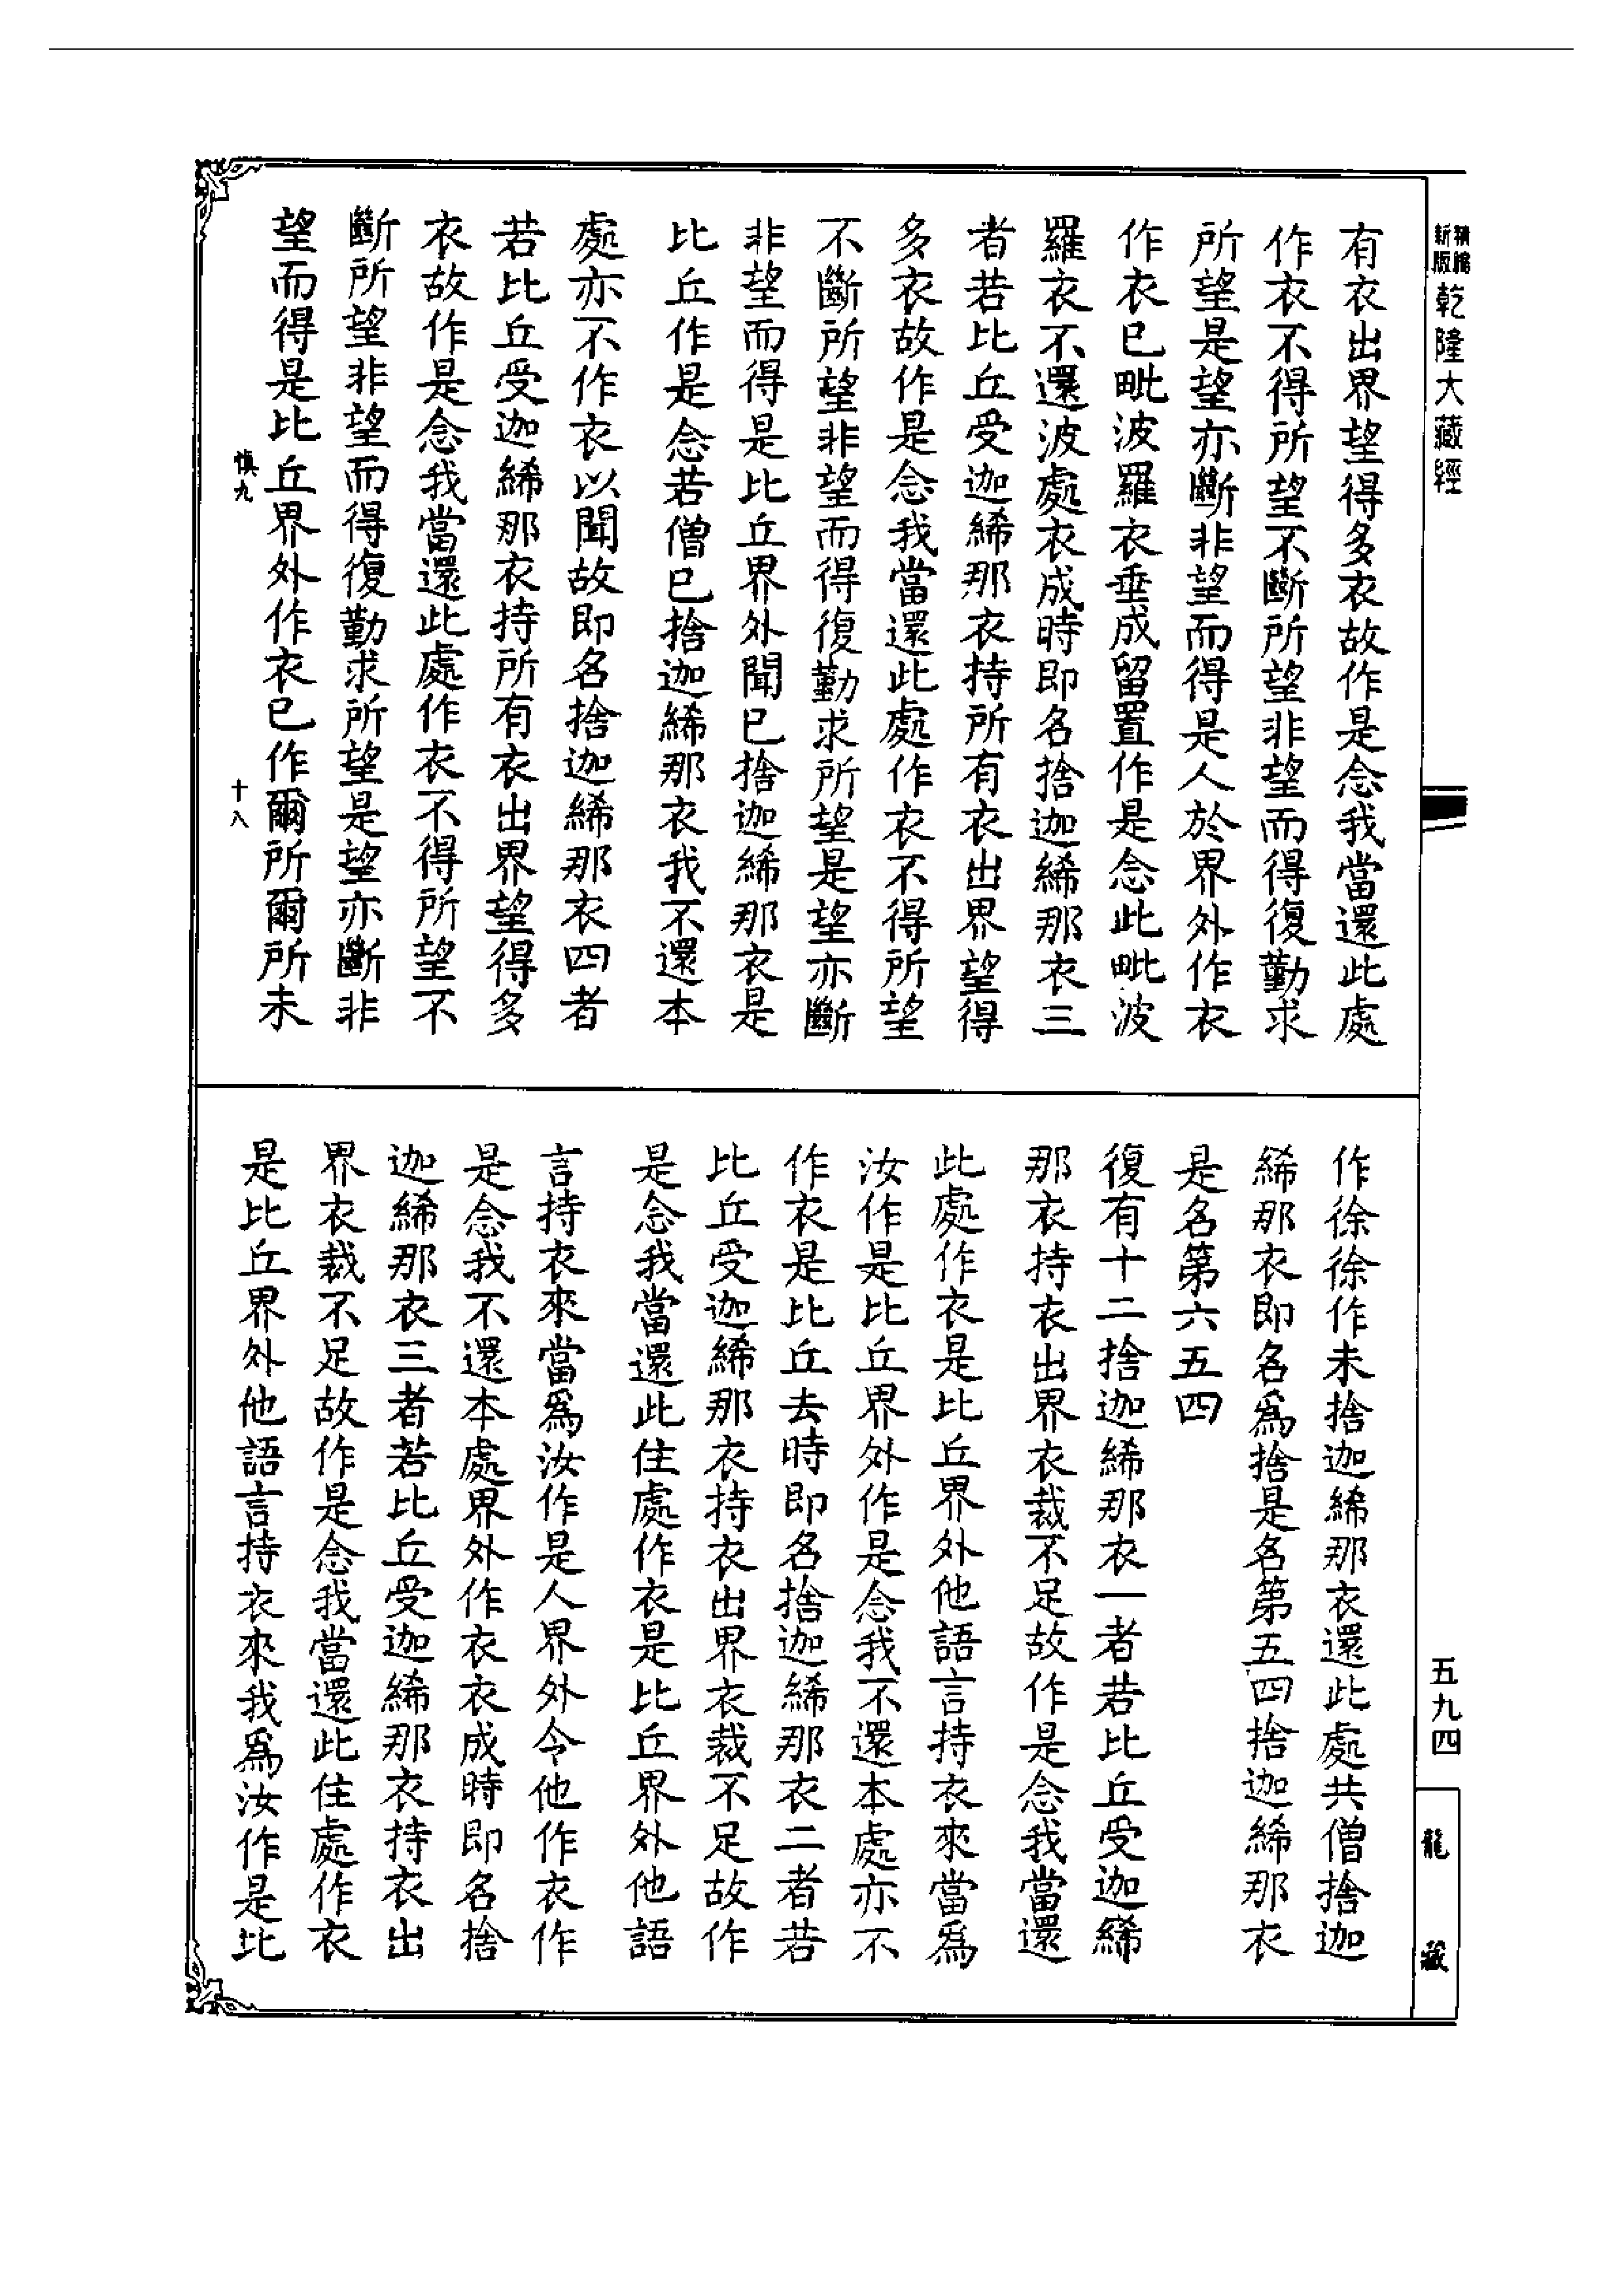 精縮新版乾隆大藏經
有衣出界望得多衣故作是念我當還此處
作衣不得所望不斷所望非望而得復勤求
所望是望亦斷非望而得是人於界外作衣
作衣已毗波羅衣垂成留置作是念此毗波
羅衣不還波處衣成時即名捨迦絺那衣三
者若比丘受迦絺那衣持所有衣出界望得
多衣故作是念我當還此處作衣不得所望
不斷所望非望而得復勤求所望是望亦斷
非望而得是比丘界外聞已捨迦絺那衣是
比丘作是念若僧已捨迦絺那衣我不還本
處亦不作衣以聞故即名捨迦絺那衣四者
若比丘受迦絺那衣持所有衣出界望得多
衣故作是念我當還此處作衣不得所望不
斷所望非望而得復勤求所望是望亦斷非
望而得是比丘界外作衣已作爾所爾所未
慎九
十八
作徐徐作未捨迦絺那衣還此處共僧捨迦
絺那衣即名為捨是名第五四捨迦絺那衣
是名第六五四
復有十二捨迦絺那衣一者若比丘受迦絺
那衣持衣出界衣裁不足故作是念我當還
此處作衣是比丘界外他語言持衣來當為
汝作是比丘界外作是念我不還本處亦不
作衣是比丘去時即名捨迦絺那衣二者若
比丘受迦絺那衣持衣出界衣裁不足故作
是念我當還此住處作衣是比丘界外他語
言持衣來當為汝作是人界外令他作衣作
是念我不還本處界外作衣衣成時即名捨
迦絺那衣三者若比丘受迦絺那衣持衣出
界衣裁不足故作是念我當還此住處作衣
是比丘界外他語言持衣來我為汝作是比
五九四
龍藏